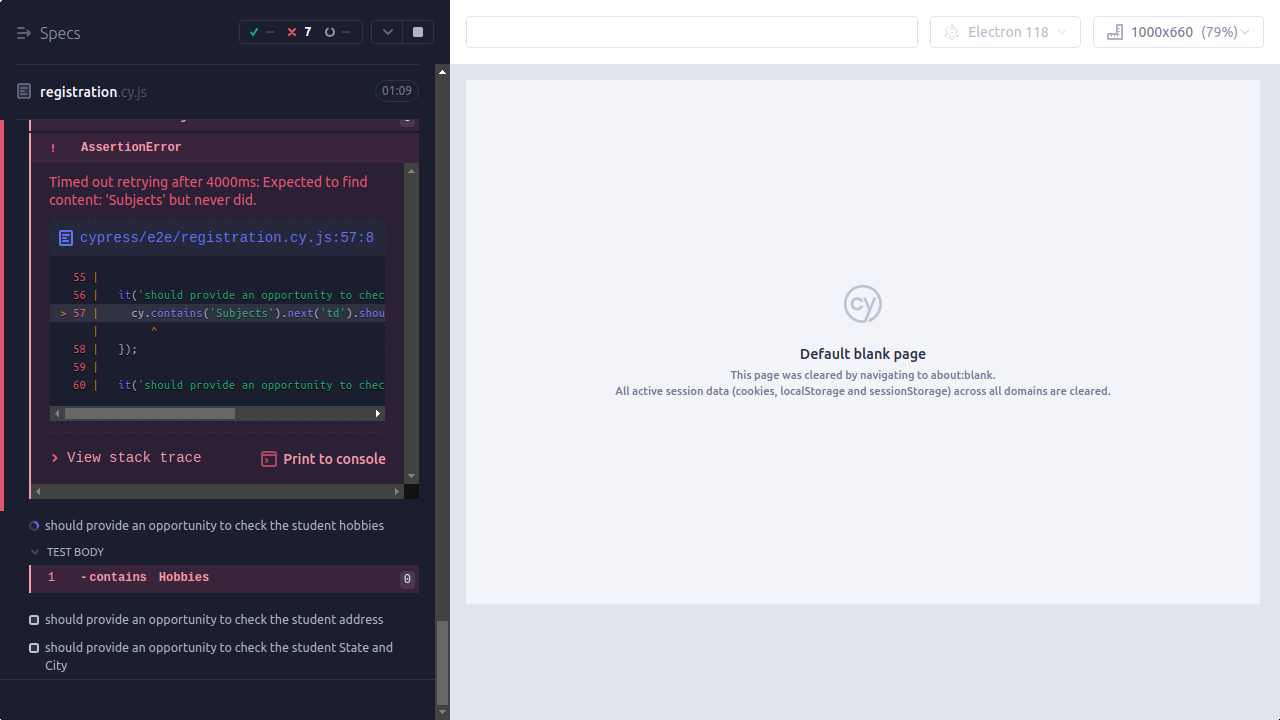 Specs
-- 7 --
Electron 118
1000x660 (79%)
registration.cy.js
01:09
! AssertionError
Timed out retrying after 4000ms: Expected to find
content: 'Subjects' but never did.
cypress/e2e/registration.cy.js:57:8
55 |
56 | it('should provide an opportunity to chec
> 57 | cy.contains('Subjects').next('td').shou
| ^
58 | });
59 |
60 | it('should provide an opportunity to chec
View stack trace
Print to console
should provide an opportunity to check the student hobbies
TEST BODY
1 -contains Hobbies 0
should provide an opportunity to check the student address
should provide an opportunity to check the student State and
City
cy
Default blank page
This page was cleared by navigating to about:blank.
All active session data (cookies, localStorage and sessionStorage) across all domains are cleared.